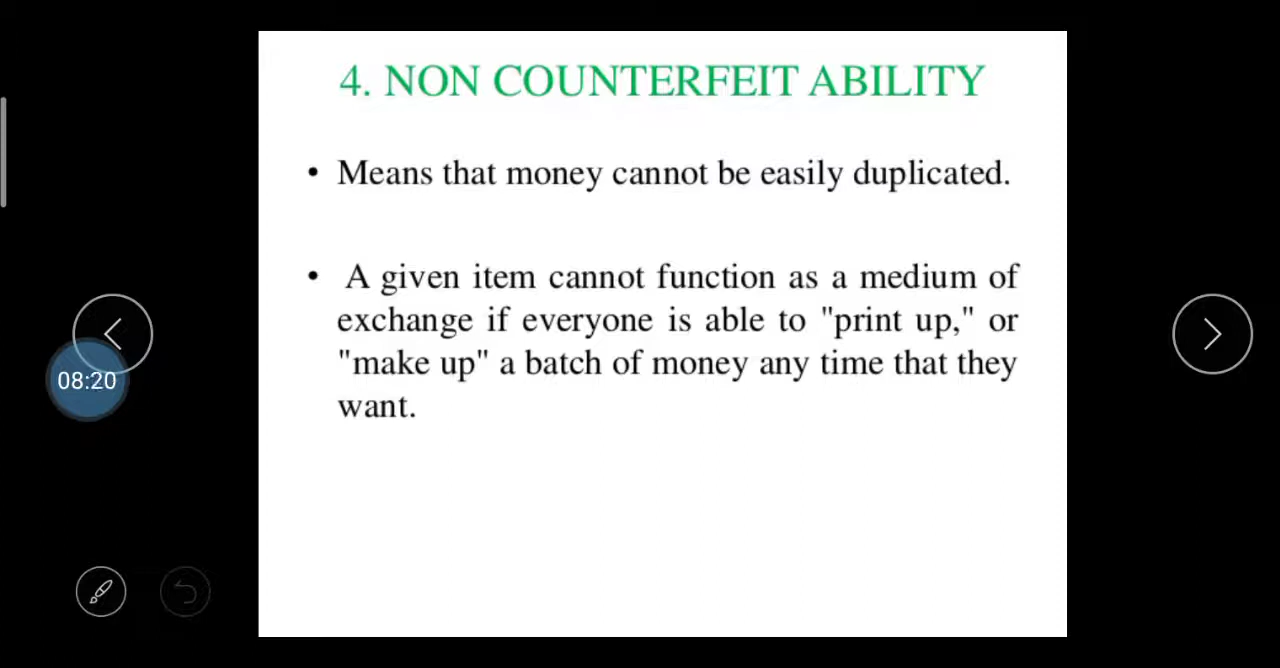 4. NON COUNTERFEIT ABILITY
• Means that money cannot be easily duplicated.
• A given item cannot function as a medium of
exchange if everyone is able to "print up," or
"make up" a batch of money any time that they
want.
08:20